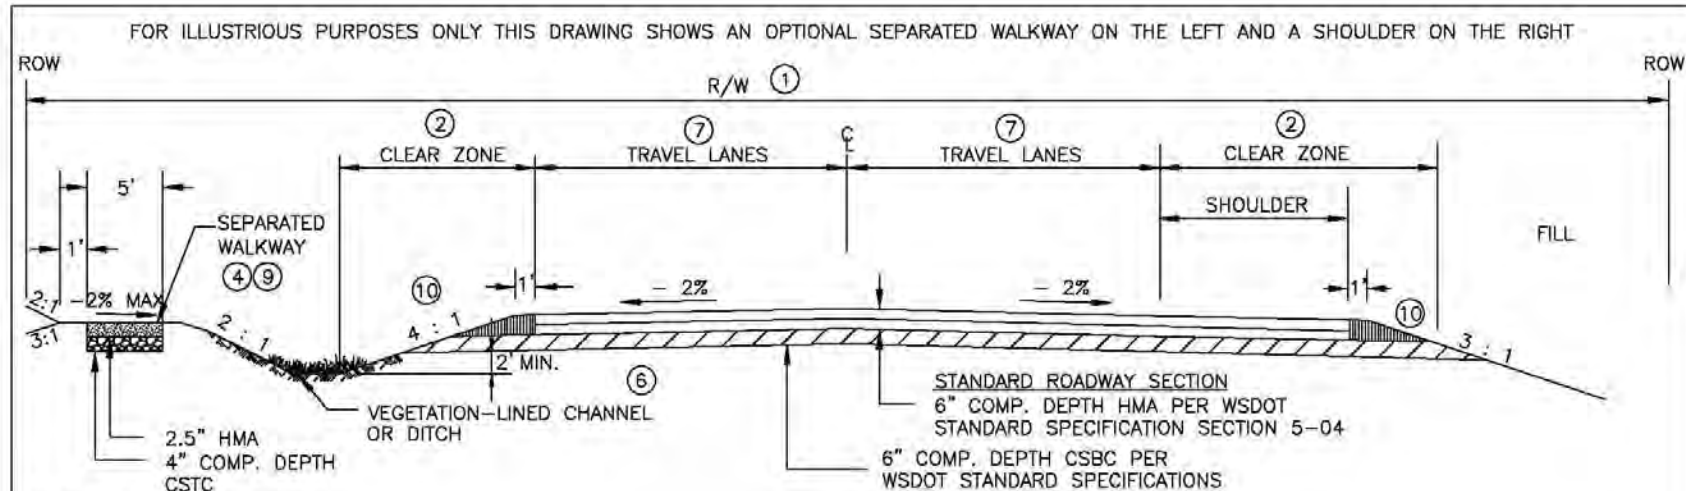 FOR ILLUSTRIOUS PURPOSES ONLY THIS DRAWING SHOWS AN OPTIONAL SEPARATED WALKWAY ON THE LEFT AND A SHOULDER ON THE RIGHT
ROW
ROW
R/W 1
2
7
CL
7
2
CLEAR ZONE
TRAVEL LANES
TRAVEL LANES
CLEAR ZONE
5'
SHOULDER
SEPARATED
WALKWAY
4 9
1'
FILL
10
1'
- 2%
- 2%
1'
10
2:1
-2% MAX
3:1
2 : 1
4 : 1
3 : 1
2' MIN.
6
STANDARD ROADWAY SECTION
6" COMP. DEPTH HMA PER WSDOT
STANDARD SPECIFICATION SECTION 5-04
VEGETATION-LINED CHANNEL
OR DITCH
2.5" HMA
4" COMP. DEPTH
CSTC
6" COMP. DEPTH CSBC PER
WSDOT STANDARD SPECIFICATIONS